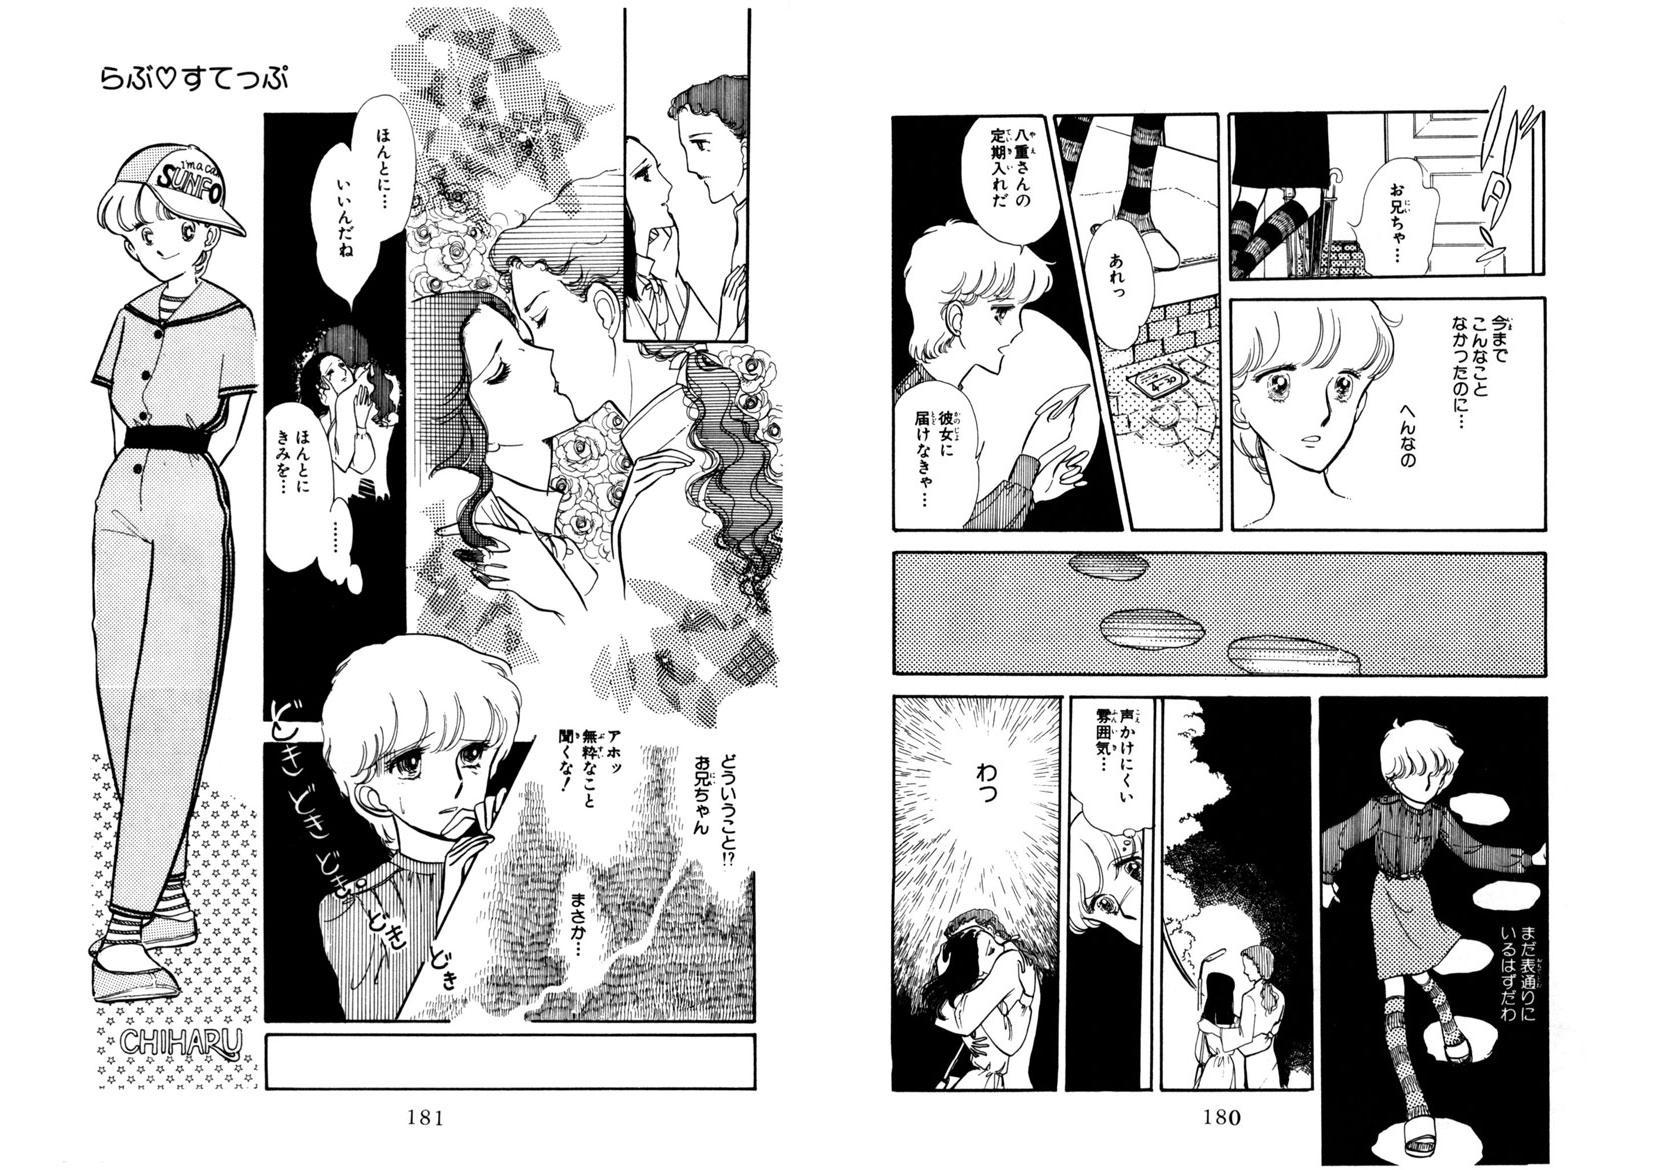 バタン
お兄ちゃ…
今まで
こんなこと
なかったのに…
へんなの
あれっ
八重さんの
定期入れだ
彼女に
届けなきゃ…
まだ表通りに
いるはずだわ
声かけにくい
雰囲気…
わっ
180
らぶ♡すてっぷ
ほんとに…
いいんだね
ほんとに
きみを…
………
どういうこと!?
お兄ちゃん
アホッ
無粋なこと
聞くな!
まさか…
どき
どき
どき
どき
どき
SUNFO
CHIHARU
181